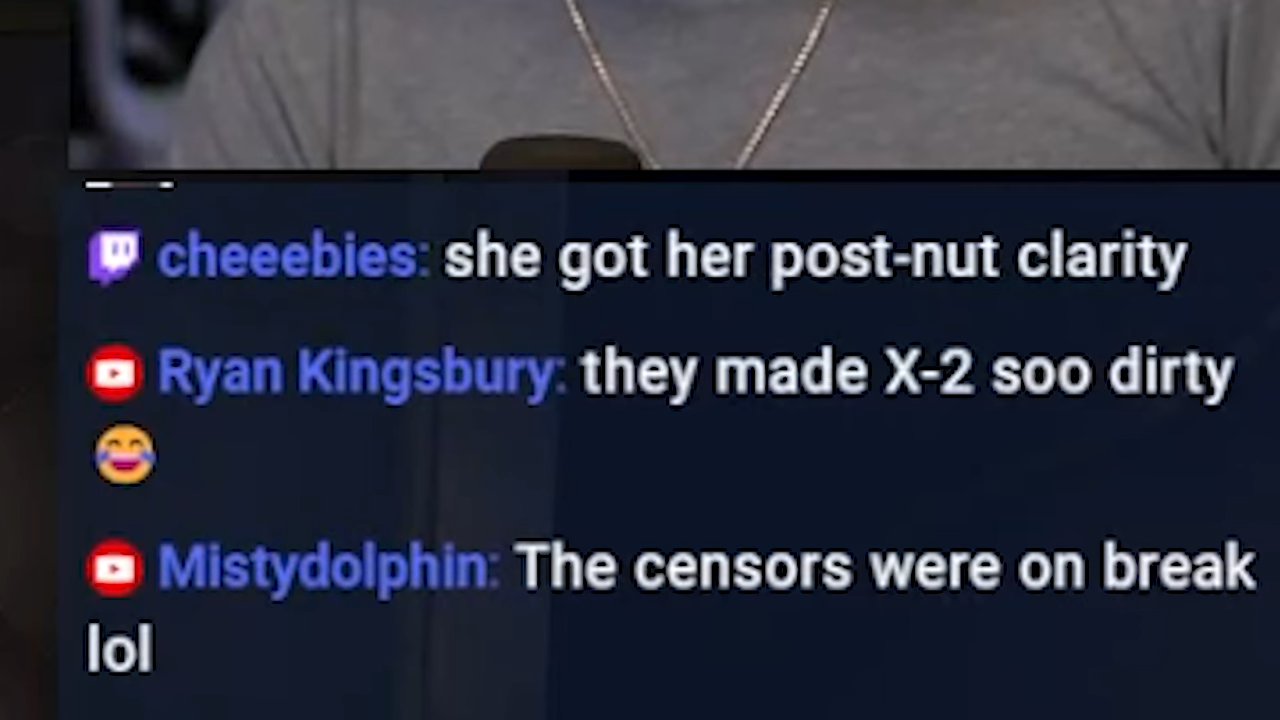 cheeebies: she got her post-nut clarity
Ryan Kingsbury: they made X-2 soo dirty
😂
Mistydolphin: The censors were on break
lol